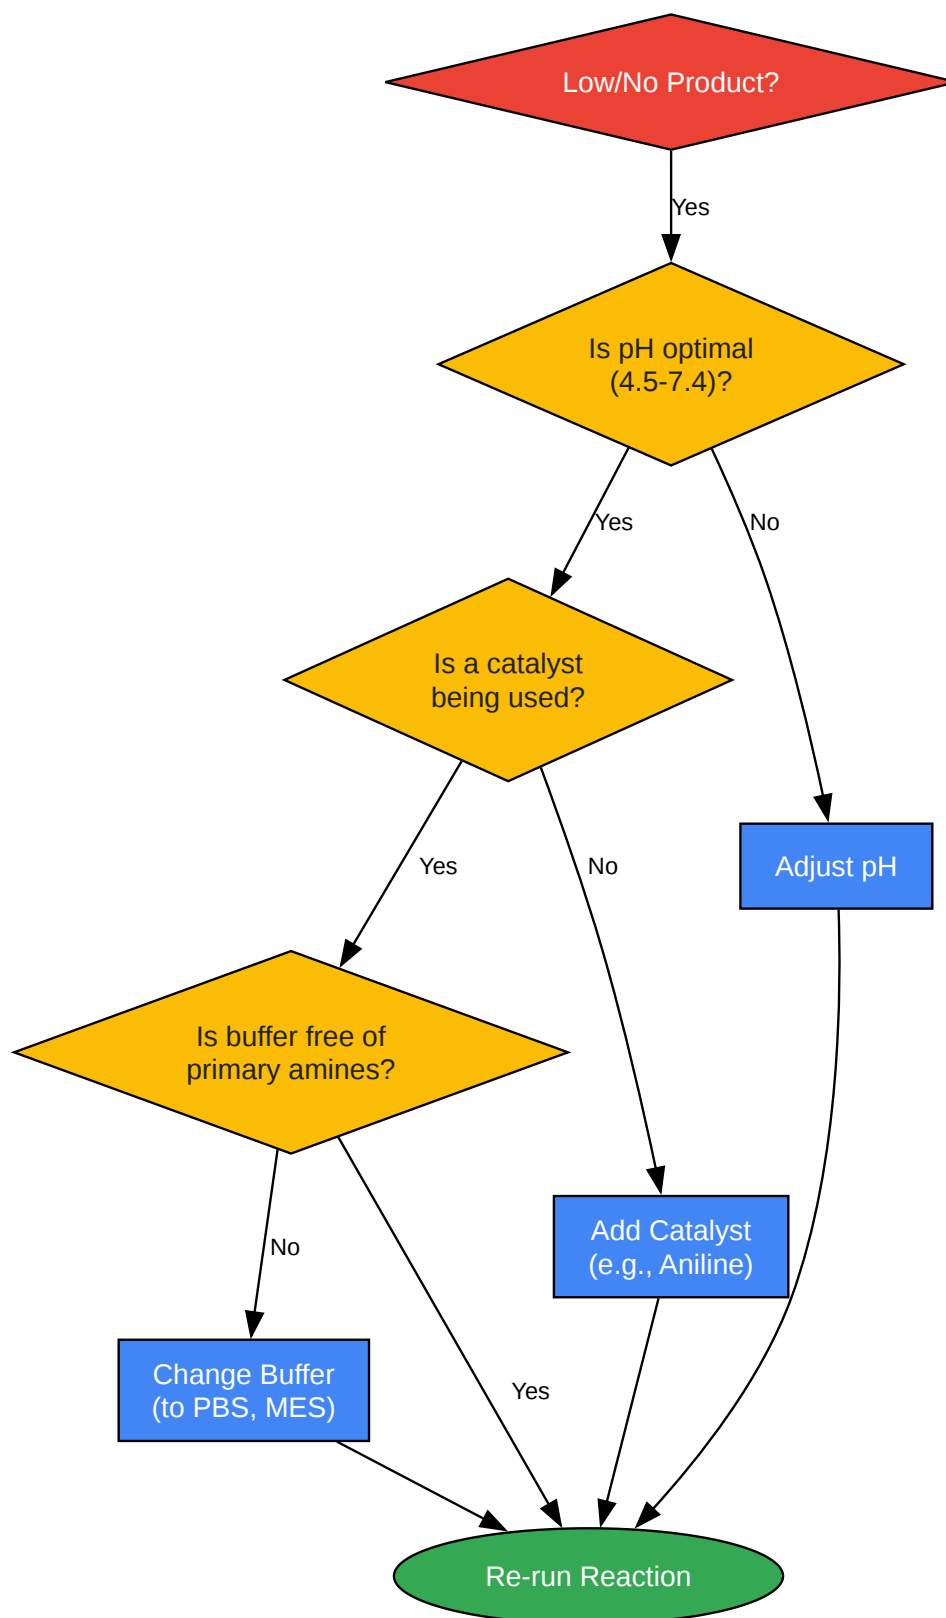 Low/No Product?
Yes
Is pH optimal
(4.5-7.4)?
Yes
No
Is a catalyst
being used?
Yes
No
Adjust pH
Is buffer free of
primary amines?
No
Add Catalyst
(e.g., Aniline)
Change Buffer
(to PBS, MES)
Yes
Re-run Reaction